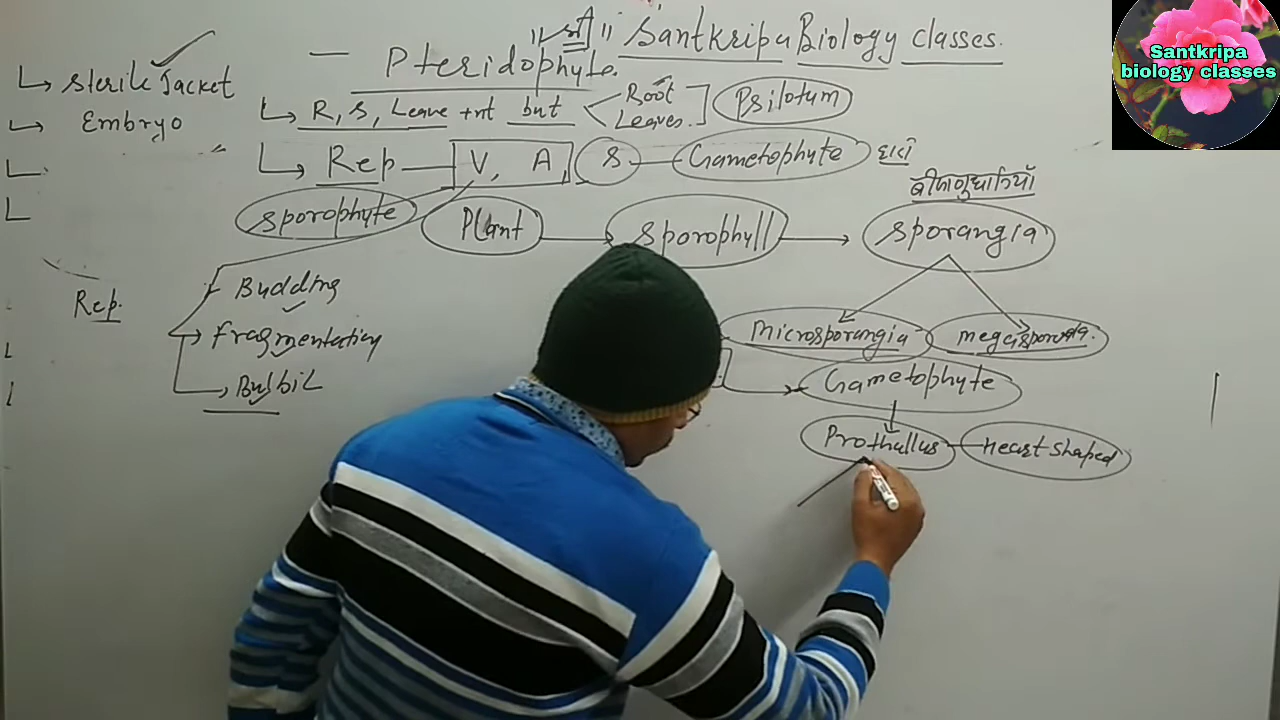 "A" Santkripa Biology classes.
Pteridophyte.
Sterile Jacket
Embryo
R, S, Leave +nt but
Root
Leaves.
Psilotum
Rep V, A, S Gametophyte
बीजाणुधानियाँ
Sporophyte Plant Sporophyll Sporangia
Rep.
Budding
fragmentation
Bulbil
microsporangia
Gametophyte
Prothallus Heart shaped
Santkripa
biology classes